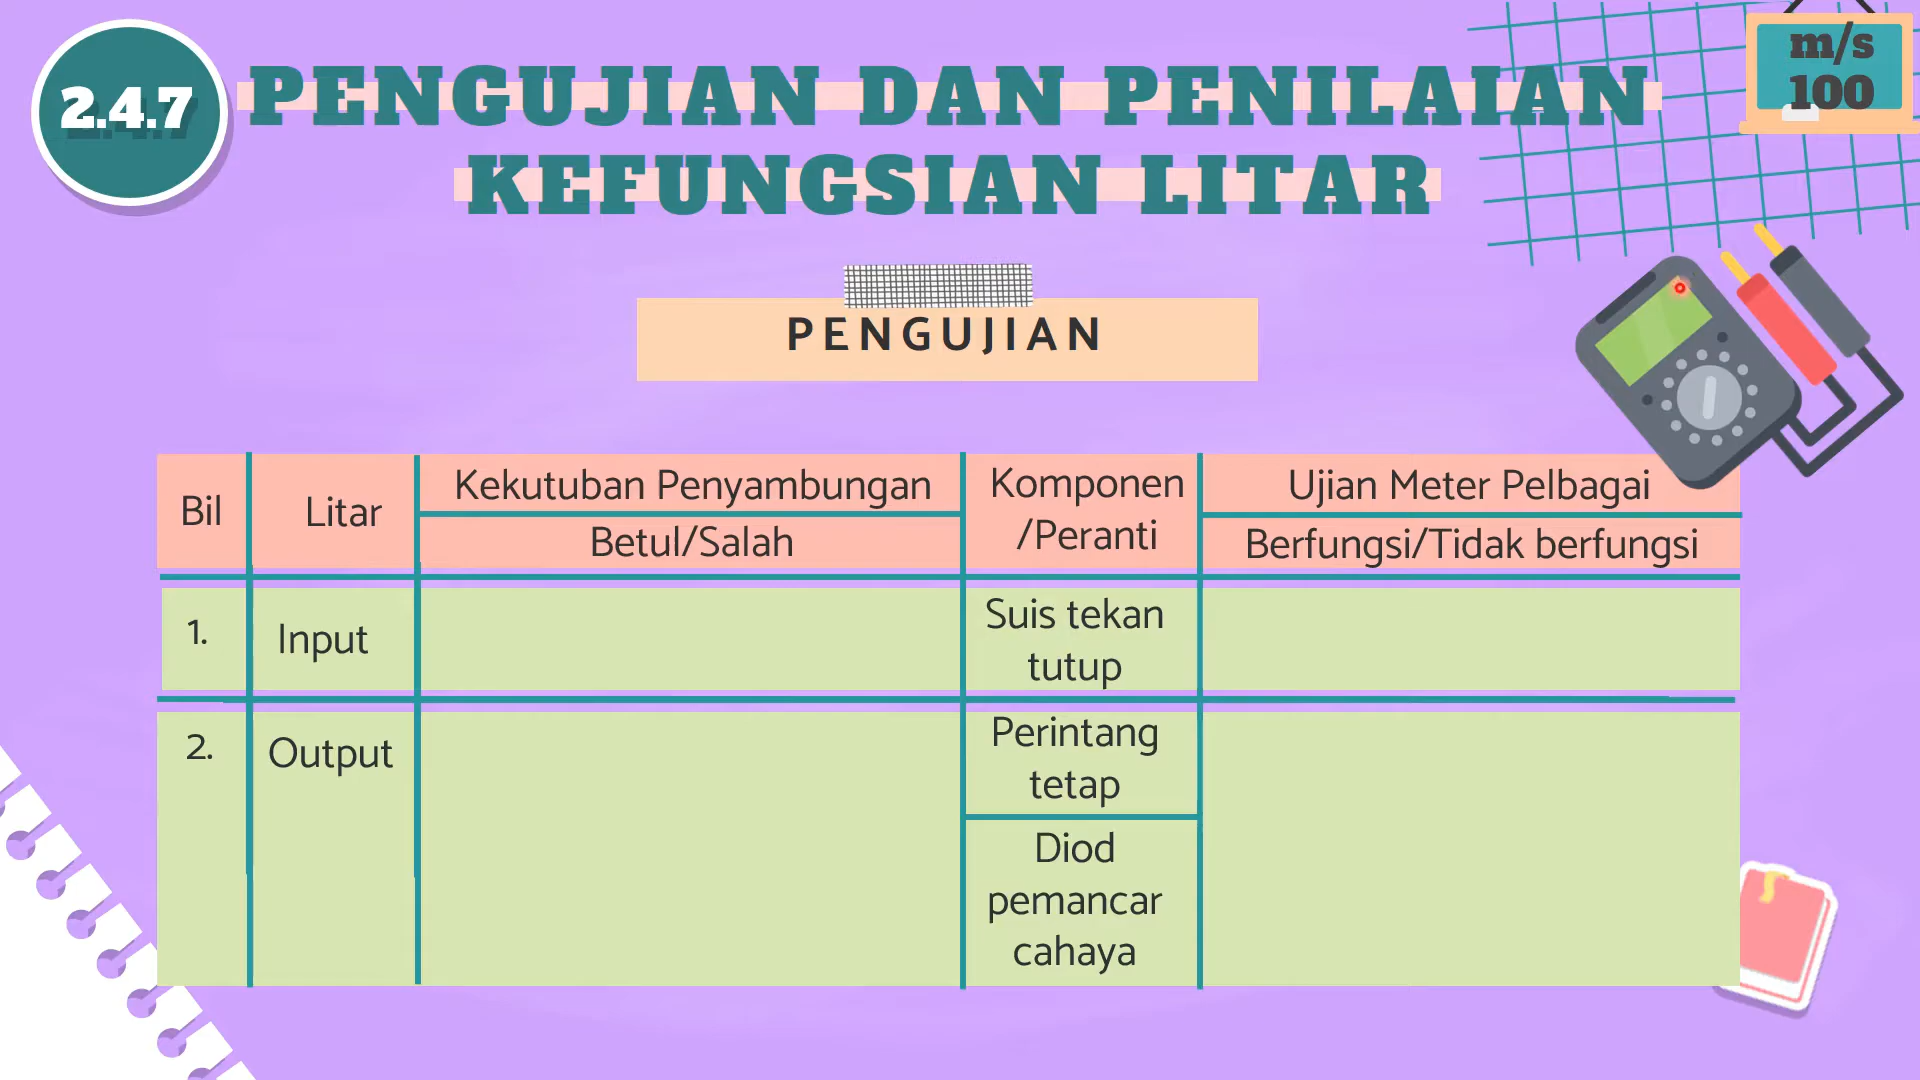 2.4.7
PENGUJIAN DAN PENILAIAN
KEFUNGSIAN LITAR
m/s
100
PENGUJIAN
Bil
Litar
Kekutuban Penyambungan
Betul/Salah
Komponen
/Peranti
Ujian Meter Pelbagai
Berfungsi/Tidak berfungsi
1.
Input
Suis tekan
tutup
2.
Output
Perintang
tetap
Diod
pemancar
cahaya